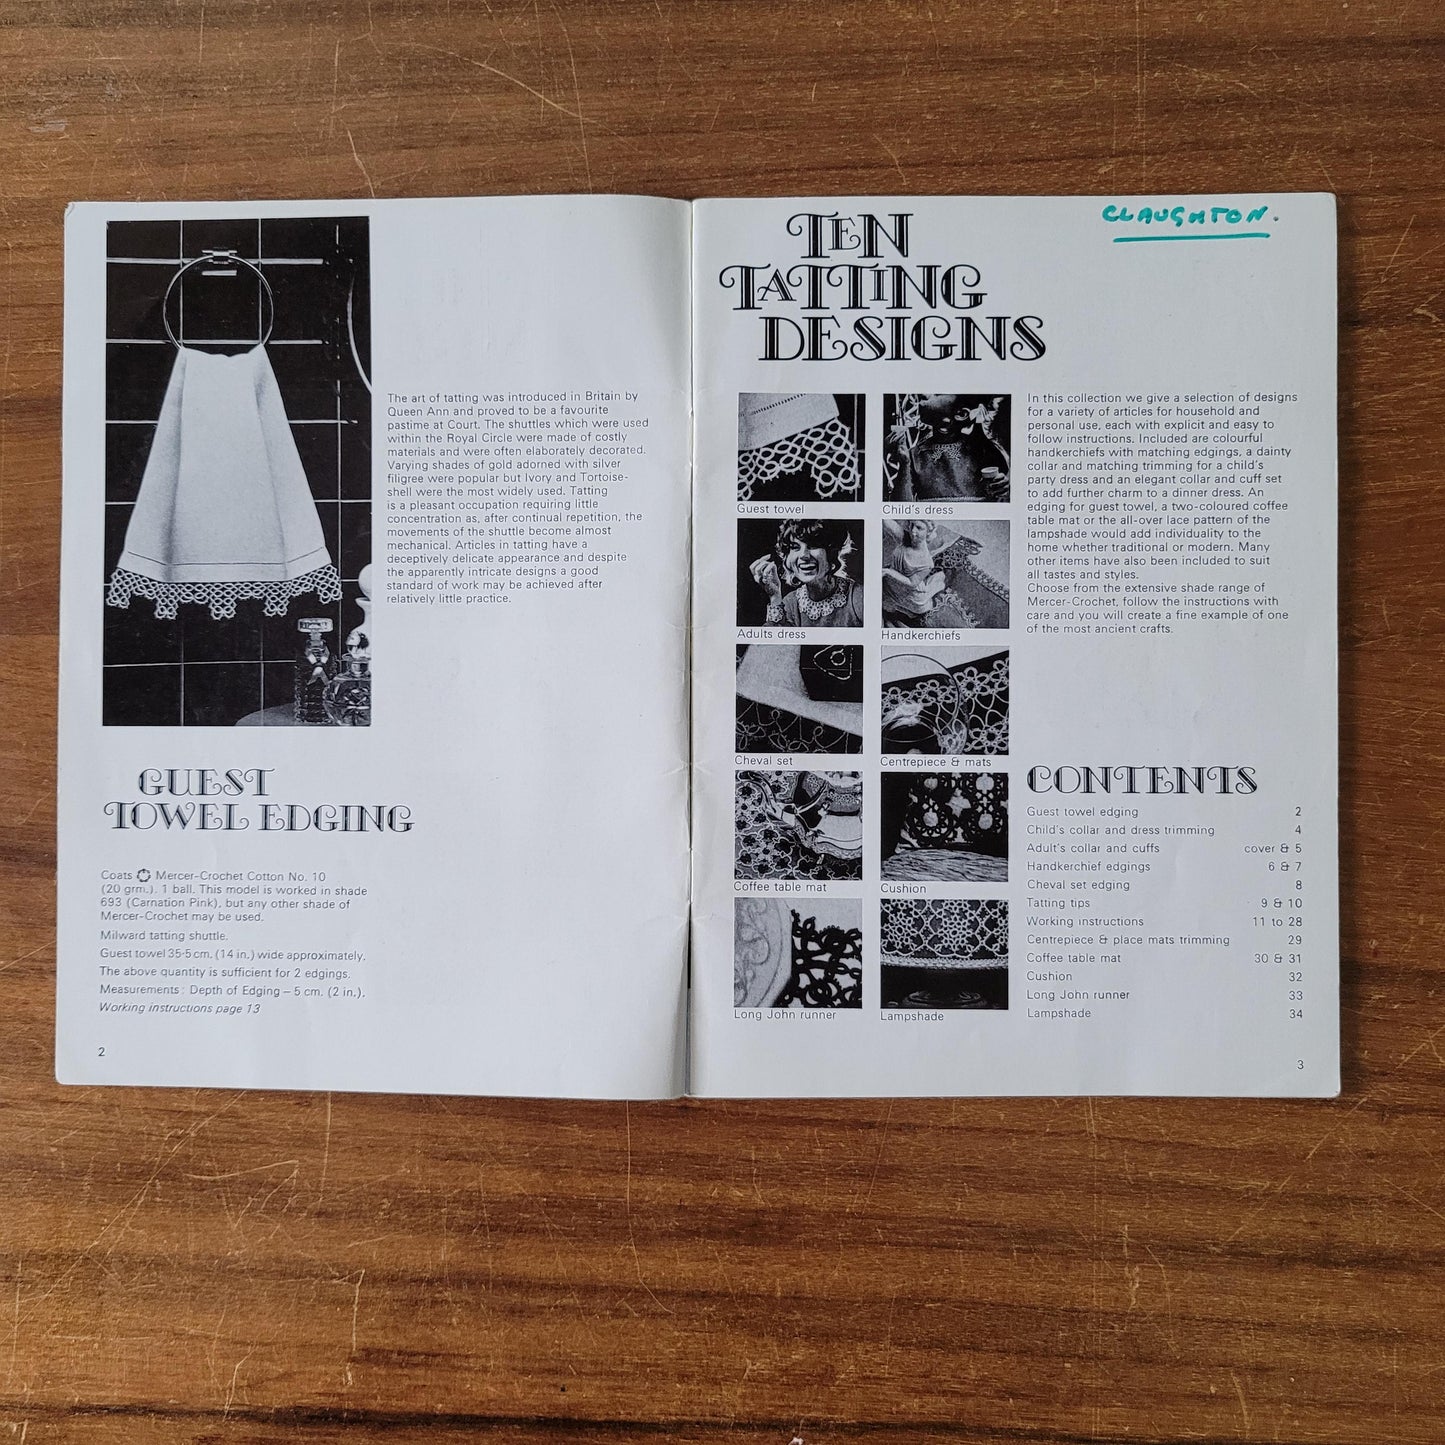 GUEST
TOWEL EDGING
The art of tatting was introduced in Britain by
Queen Ann and proved to be a favourite
pastime at Court. The shuttles which were used
within the Royal Circle were made of costly
materials and were often elaborately decorated.
Varying shades of gold adorned with silver
filigree were popular but Ivory and Tortoise-
shell were the most widely used. Tatting
is a pleasant occupation requiring little
concentration as, after continual repetition, the
movements of the shuttle become almost
mechanical. Articles in tatting have a
deceptively delicate appearance and despite
the apparently intricate designs a good
standard of work may be achieved after
relatively little practice.
Coats Mercer-Crochet Cotton No. 10
(20 grm.). 1 ball. This model is worked in shade
693 (Carnation Pink), but any other shade of
Mercer-Crochet may be used.
Milward tatting shuttle.
Guest towel 35·5 cm. (14 in.) wide approximately.
The above quantity is sufficient for 2 edgings.
Measurements: Depth of Edging – 5 cm. (2 in.).
Working instructions page 13
2
CLAUGHTON.
TEN
TATTING
DESIGNS
Guest towel
Child's dress
Adults dress
Handkerchiefs
Cheval set
Centrepiece & mats
Coffee table mat
Cushion
Long John runner
Lampshade
In this collection we give a selection of designs
for a variety of articles for household and
personal use, each with explicit and easy to
follow instructions. Included are colourful
handkerchiefs with matching edgings, a dainty
collar and matching trimming for a child's
party dress and an elegant collar and cuff set
to add further charm to a dinner dress. An
edging for guest towel, a two-coloured coffee
table mat or the all-over lace pattern of the
lampshade would add individuality to the
home whether traditional or modern. Many
other items have also been included to suit
all tastes and styles.
Choose from the extensive shade range of
Mercer-Crochet, follow the instructions with
care and you will create a fine example of one
of the most ancient crafts.
CONTENTS
Guest towel edging 2
Child's collar and dress trimming 4
Adult's collar and cuffs cover & 5
Handkerchief edgings 6 & 7
Cheval set edging 8
Tatting tips 9 & 10
Working instructions 11 to 28
Centrepiece & place mats trimming 29
Coffee table mat 30 & 31
Cushion 32
Long John runner 33
Lampshade 34
3